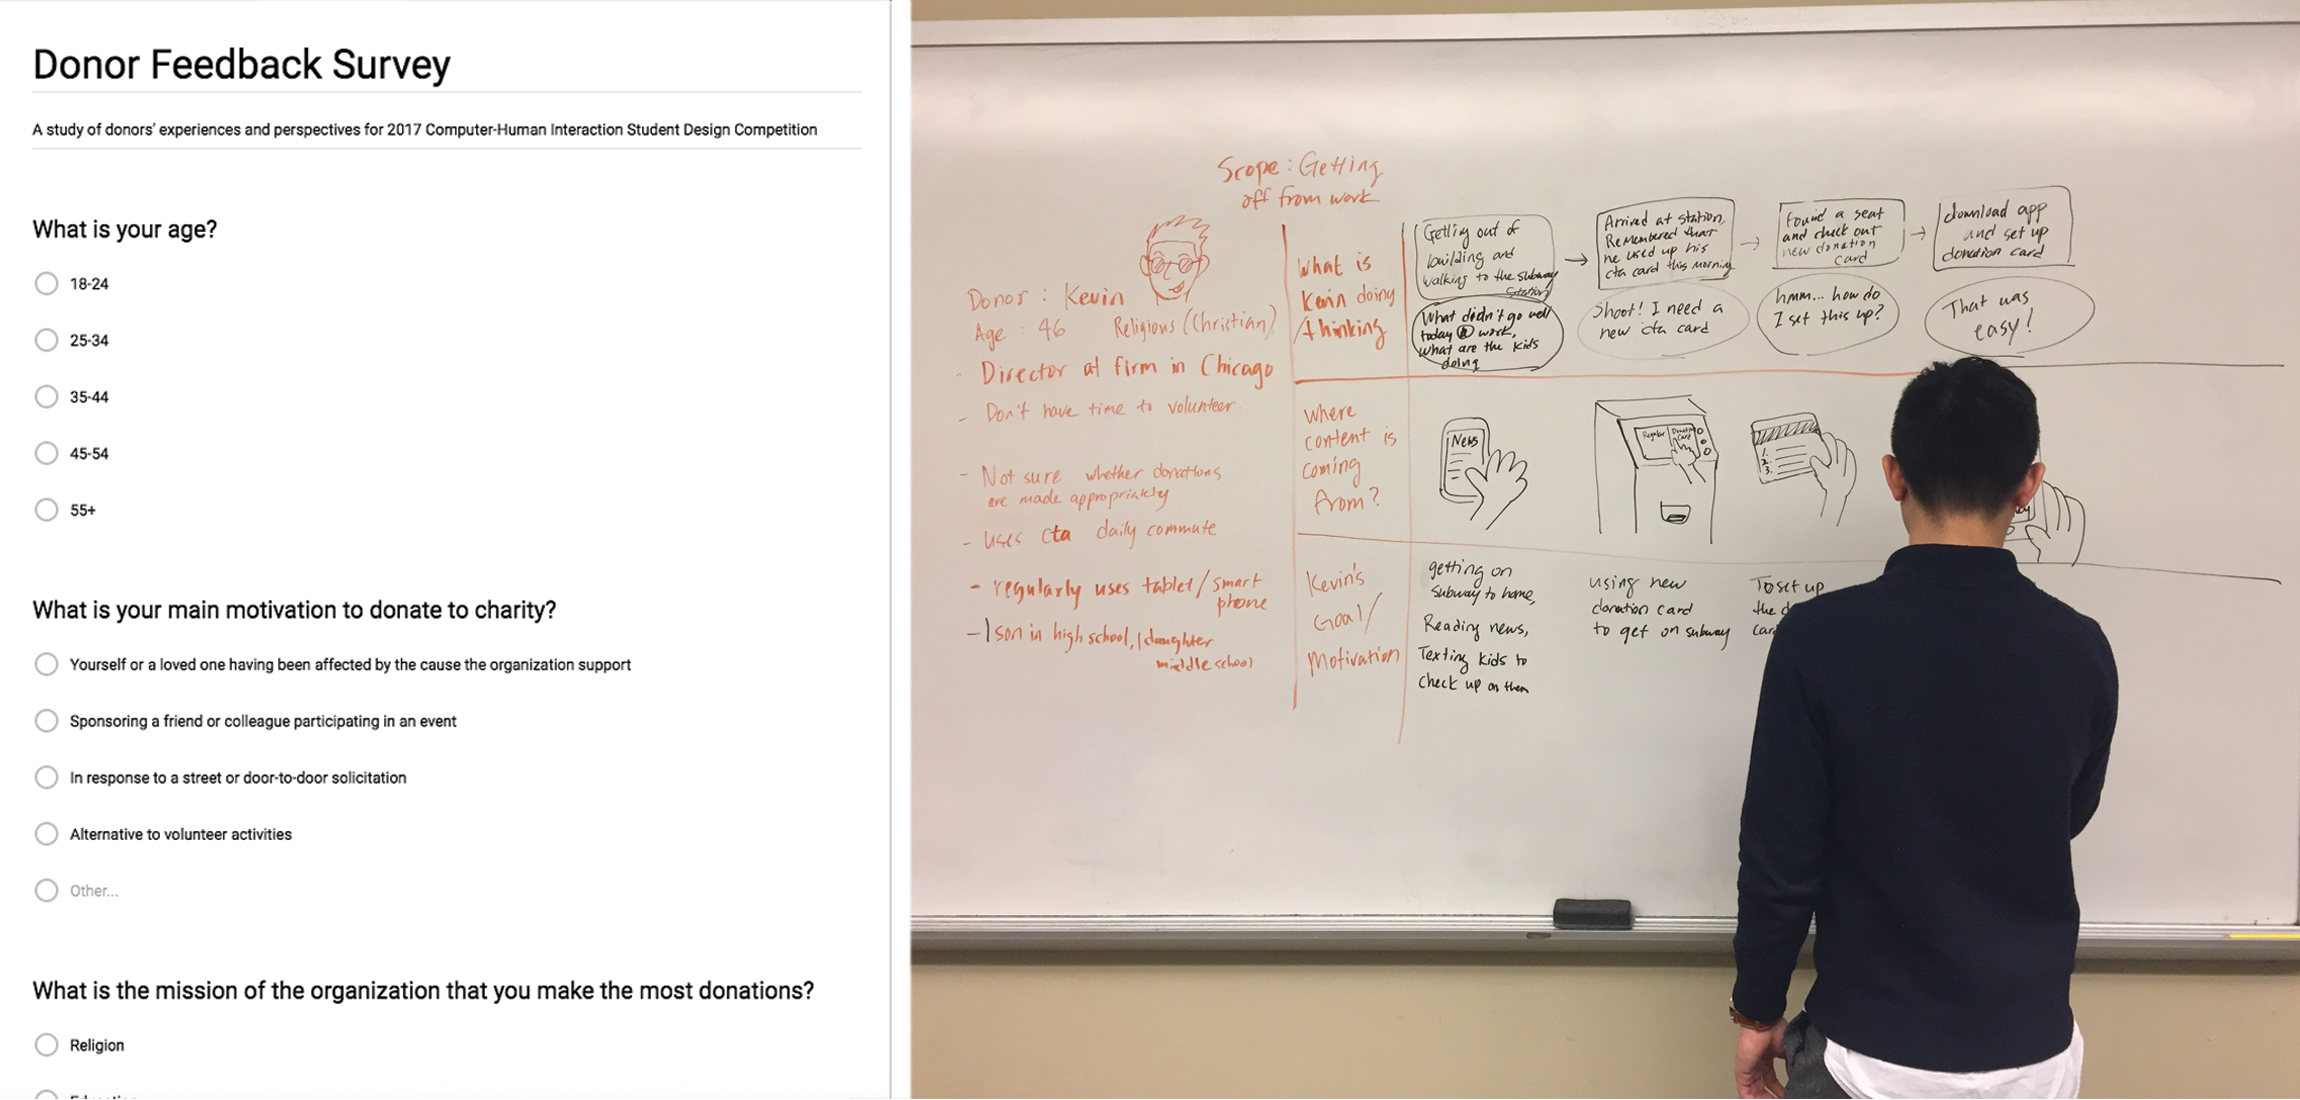 Donor Feedback Survey
A study of donors' experiences and perspectives for 2017 Computer-Human Interaction Student Design Competition
What is your age?
18-24
25-34
35-44
45-54
55+
What is your main motivation to donate to charity?
Yourself or a loved one having been affected by the cause the organization support
Sponsoring a friend or colleague participating in an event
In response to a street or door-to-door solicitation
Alternative to volunteer activities
Other...
What is the mission of the organization that you make the most donations?
Religion
Scope: Getting
off from work
Donor : Kevin
Age : 46 Religious (Christian)
- Director at firm in Chicago
- Don't have time to volunteer.
- Not sure whether donations
are made appropriately
- uses cta daily commute
- regularly uses tablet/smart
phone
- 1 son in high school, 1 daughter
middle school
What is
Kevin doing
/thinking
Getting out of
building and
walking to the subway
station
What didn't go well
today @ work,
what are the kids
doing
Arrived at station,
Remembered that
he used up his
cta card this morning
Shoot! I need a
new cta card
found a seat
and check out
new donation
card
hmm... how do
I set this up?
download app
and set up
donation card
That was
easy!
where
content is
coming
from?
News
Regular
Donation
Card
1.
2.
3.
Kevin's
Goal/
Motivation
getting on
subway to home,
Reading news,
Texting kids to
check up on them
using new
donation card
to get on subway
To set up
the